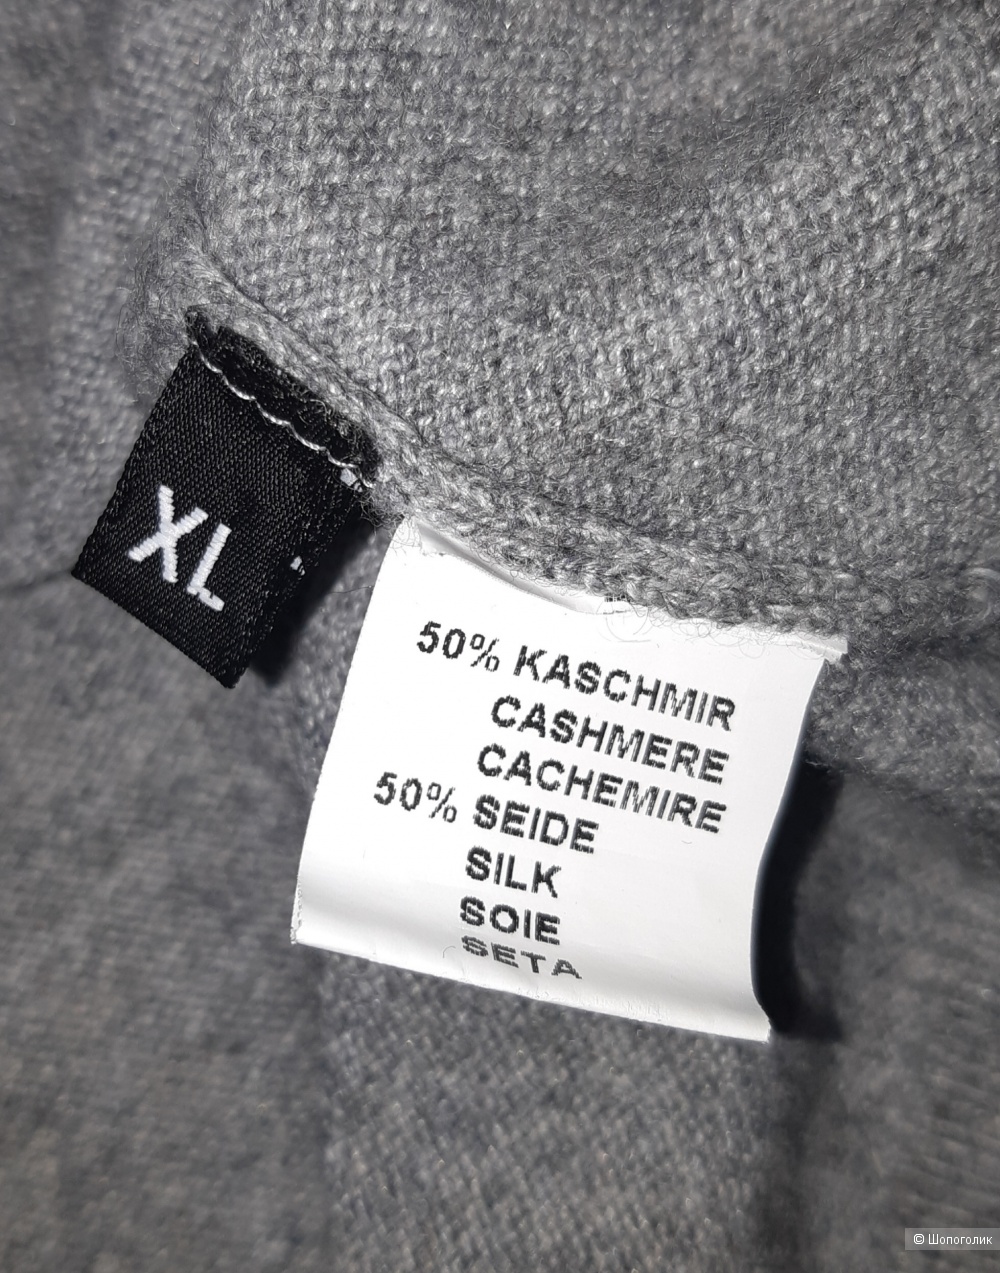 XL
50% KASCHMIR
CASHMERE
CACHEMIRE
50% SEIDE
SILK
SOIE
SETA
© Шопоголик